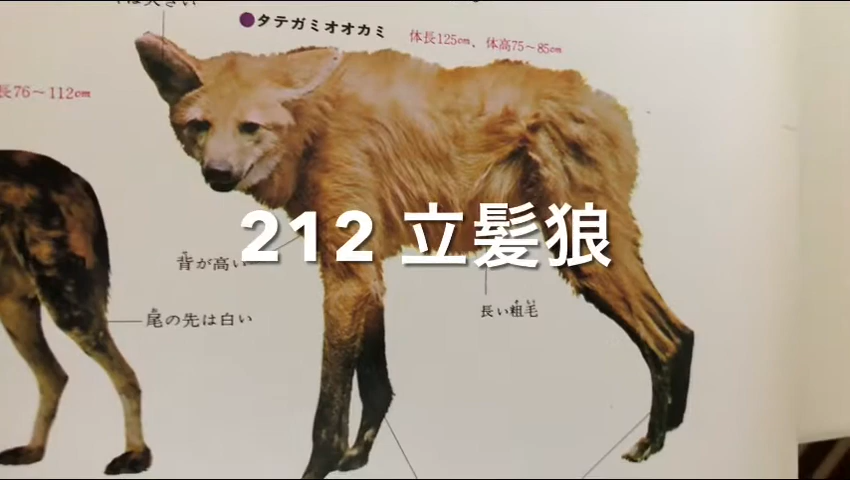 ●タテガミオオカミ
体長125cm、体高75〜85cm
長76〜112cm
212 立髪狼
背が高い
尾の先は白い
長い粗毛